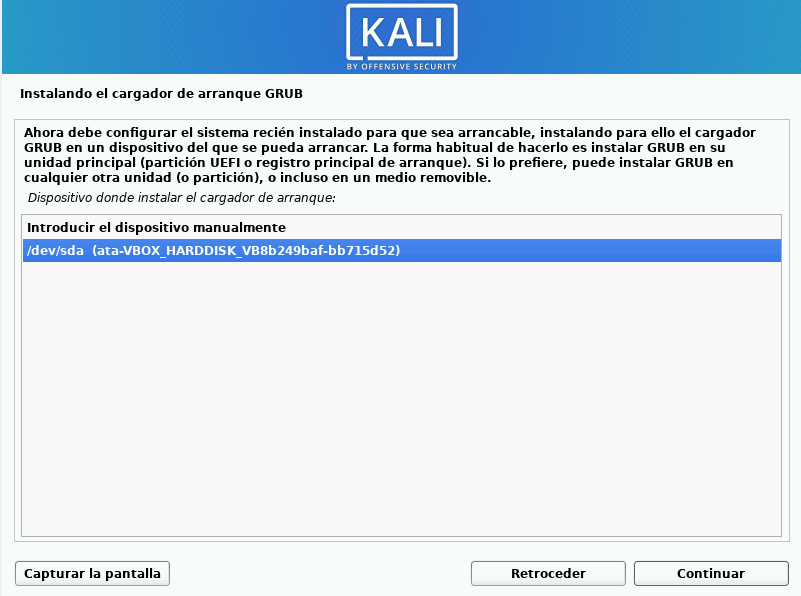 KALI
BY OFFENSIVE SECURITY
Instalando el cargador de arranque GRUB
Ahora debe configurar el sistema recién instalado para que sea arrancable, instalando para ello el cargador
GRUB en un dispositivo del que se pueda arrancar. La forma habitual de hacerlo es instalar GRUB en su
unidad principal (partición UEFI o registro principal de arranque). Si lo prefiere, puede instalar GRUB en
cualquier otra unidad (o partición), o incluso en un medio removible.
Dispositivo donde instalar el cargador de arranque:
Introducir el dispositivo manualmente
/dev/sda  (ata-VBOX_HARDDISK_VB8b249baf-bb715d52)
Capturar la pantalla
Retroceder
Continuar